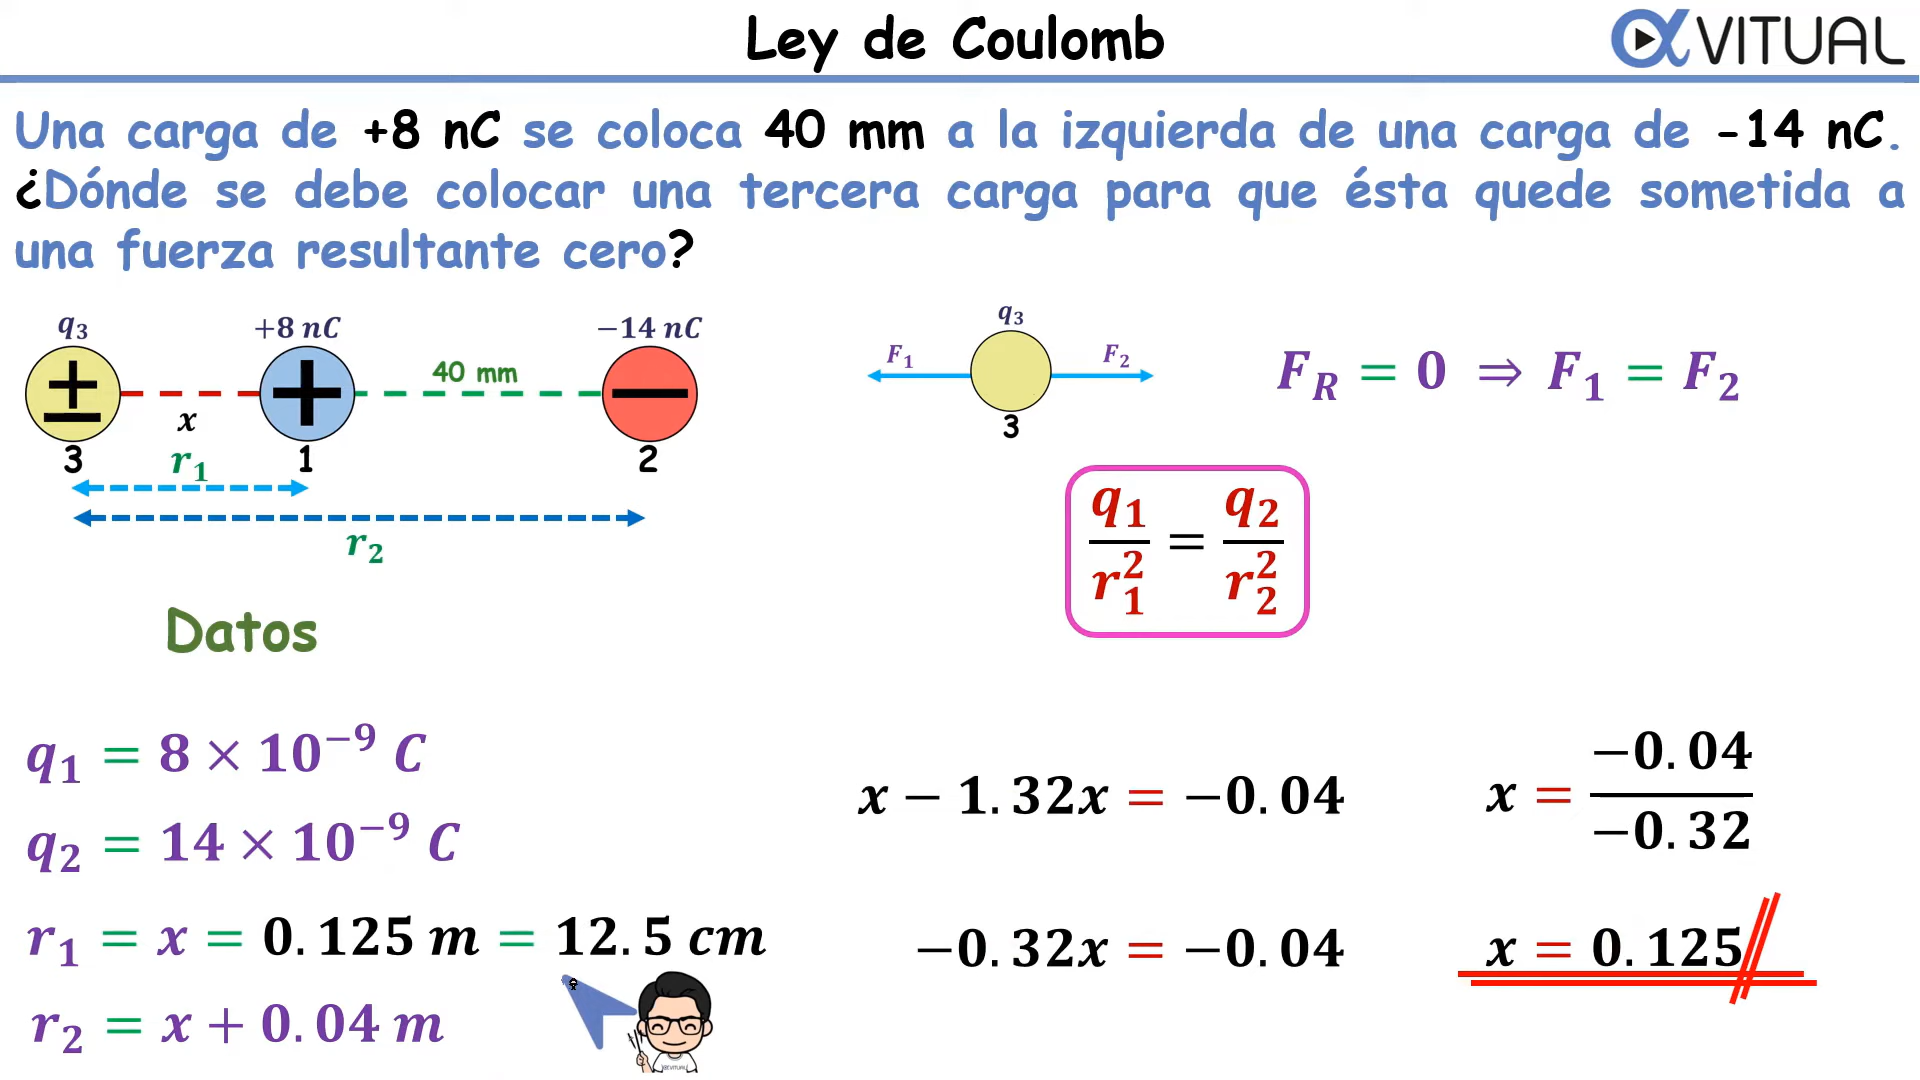 Ley de Coulomb
VITUAL
Una carga de +8 nC se coloca 40 mm a la izquierda de una carga de -14 nC.
¿Dónde se debe colocar una tercera carga para que ésta quede sometida a
una fuerza resultante cero?
q₃ +8 nC −14 nC
40 mm
x
3 1 2
r₁
r₂
q₃
F₁ F₂
3
F_R = 0 ⇒ F₁ = F₂
q₁/r₁² = q₂/r₂²
Datos
q₁ = 8 × 10⁻⁹ C
q₂ = 14 × 10⁻⁹ C
r₁ = x = 0.125 m = 12.5 cm
r₂ = x + 0.04 m
x − 1.32x = −0.04
x = −0.04/−0.32
−0.32x = −0.04
x = 0.125